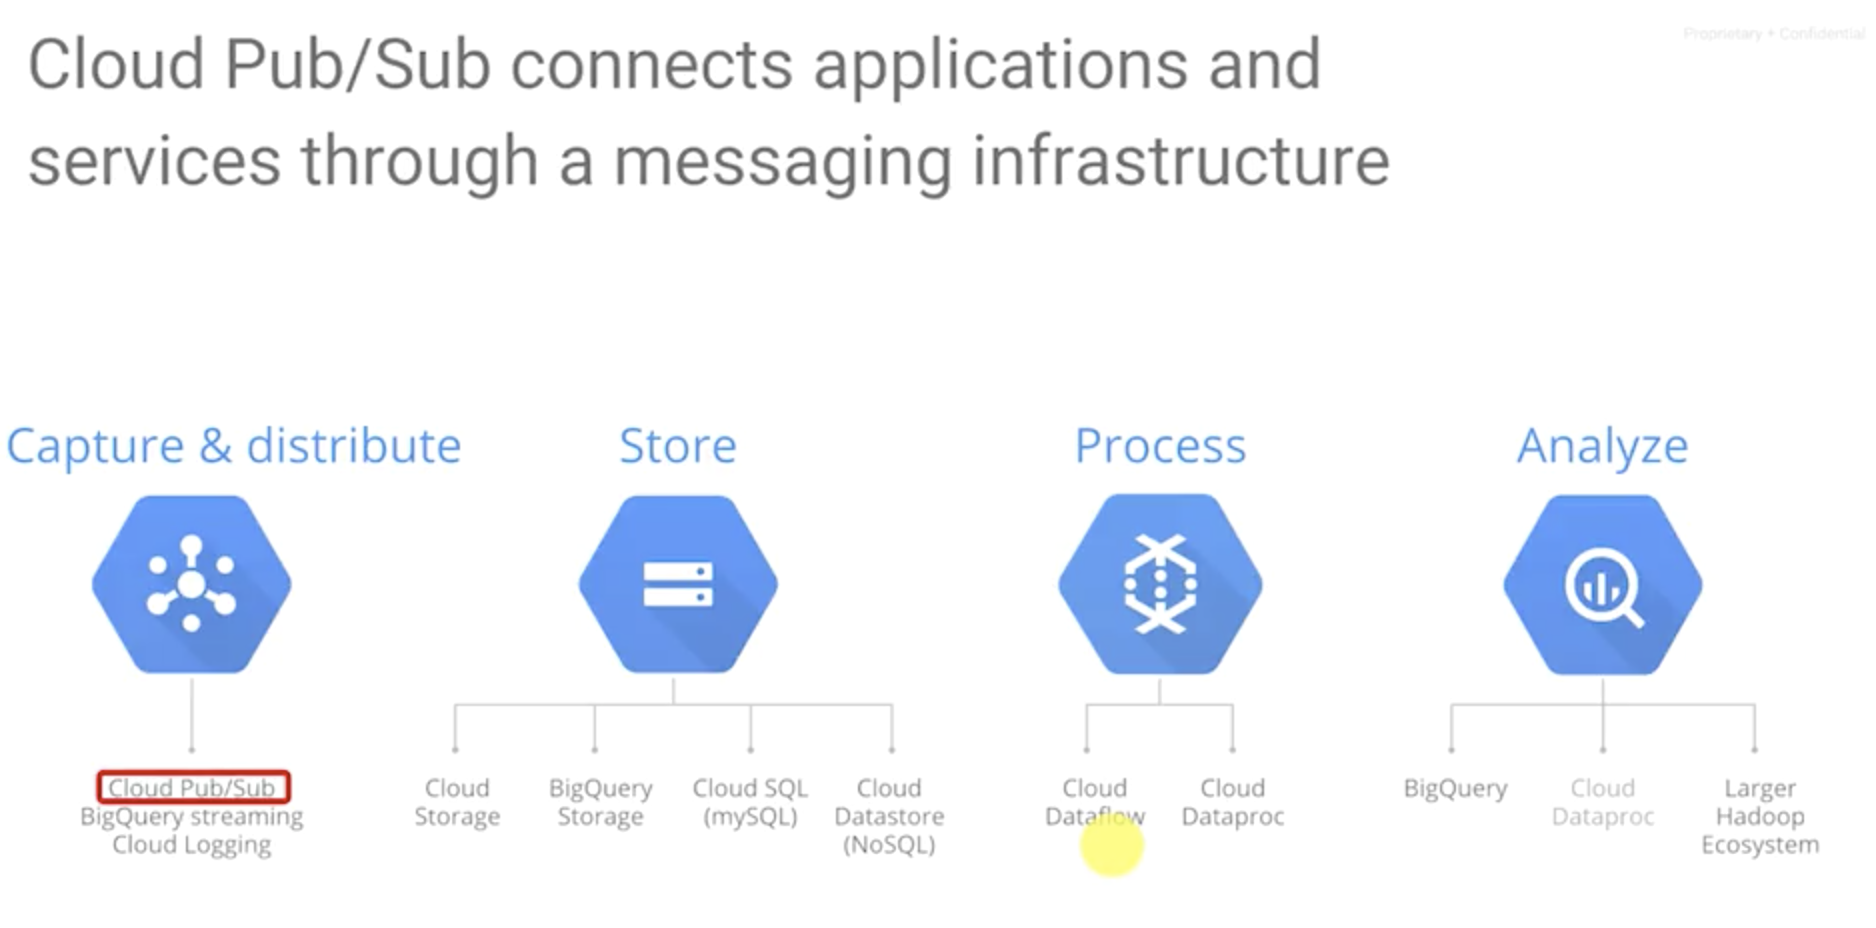 Proprietary + Confidential
Cloud Pub/Sub connects applications and
services through a messaging infrastructure
Capture & distribute
Cloud Pub/Sub
BigQuery streaming
Cloud Logging
Store
Cloud
Storage
BigQuery
Storage
Cloud SQL
(mySQL)
Cloud
Datastore
(NoSQL)
Process
Cloud
Dataflow
Cloud
Dataproc
Analyze
BigQuery
Cloud
Dataproc
Larger
Hadoop
Ecosystem